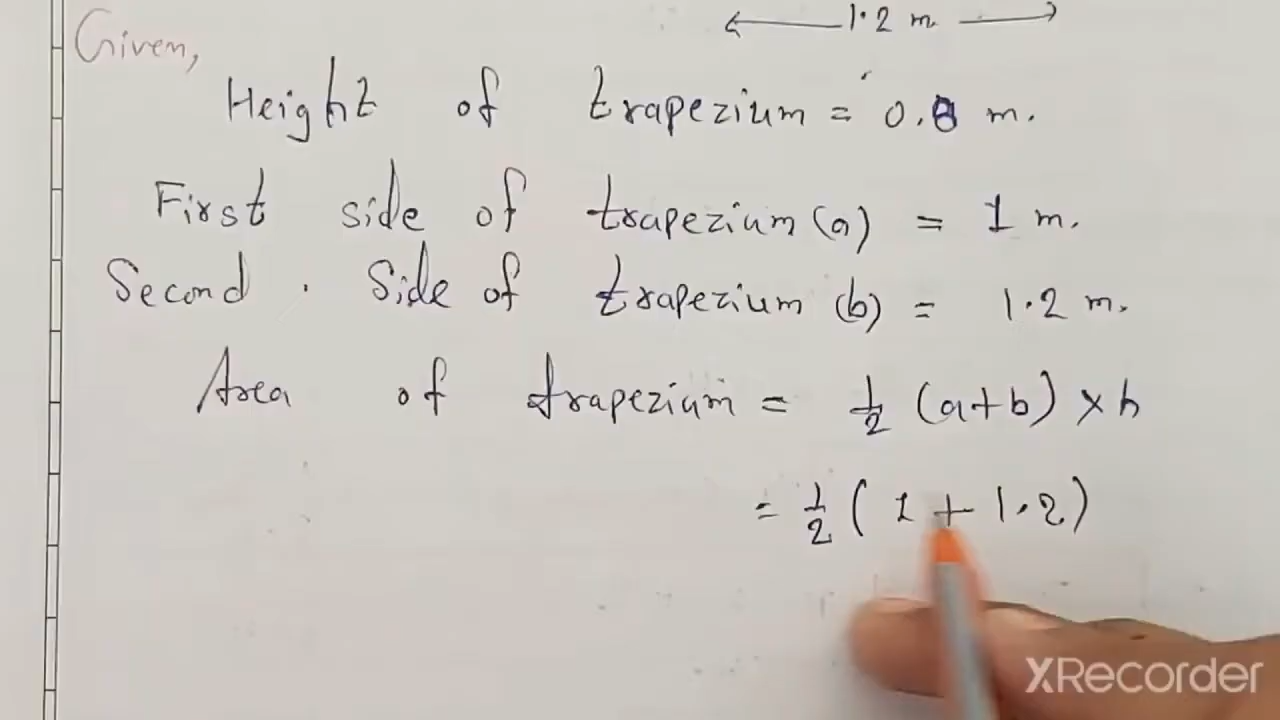 1.2 m
Given,
Height of trapezium = 0.8 m.
First side of trapezium (a) = 1 m.
Second side of trapezium (b) = 1.2 m.
Area of trapezium = 1/2 (a+b) × h
= 1/2 (1 + 1.2)
XRecorder